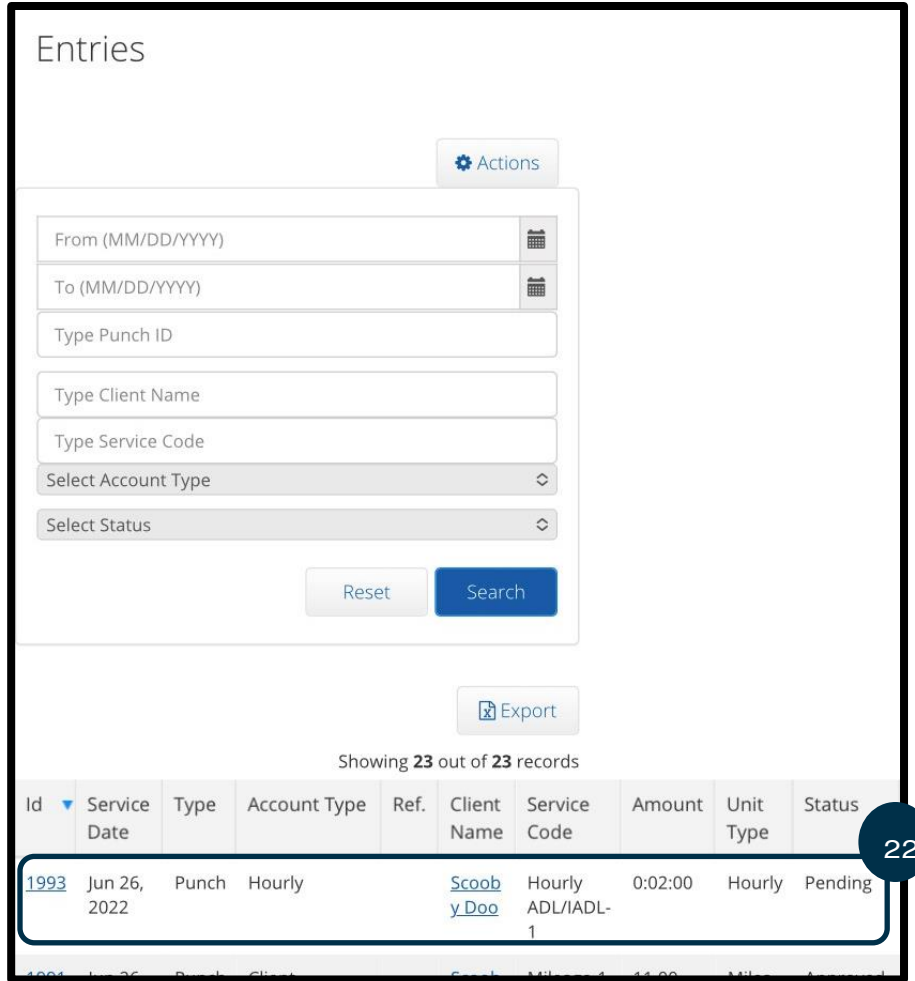 Entries
Actions
From (MM/DD/YYYY)
To (MM/DD/YYYY)
Type Punch ID
Type Client Name
Type Service Code
Select Account Type
Select Status
Reset Search
Export
Showing 23 out of 23 records
Id Service Date Type Account Type Ref. Client Name Service Code Amount Unit Type Status
22
1993 Jun 26, 2022 Punch Hourly Scooby Doo Hourly ADL/IADL-1 0:02:00 Hourly Pending